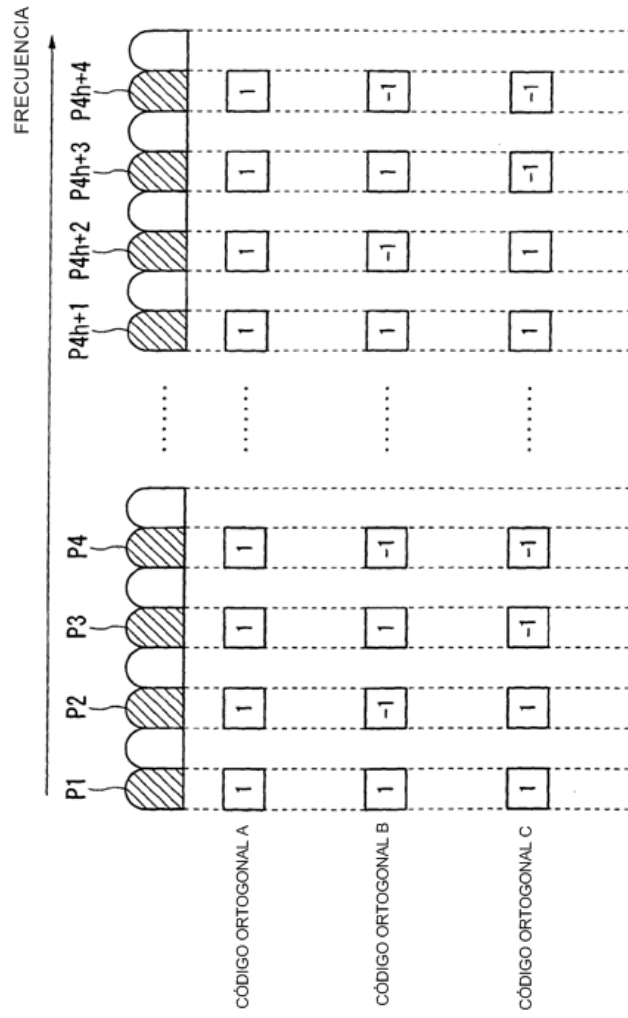 FRECUENCIA
P1 P2 P3 P4 P4h+1 P4h+2 P4h+3 P4h+4
........
CÓDIGO ORTOGONAL A 1 1 1 1 ........ 1 1 1 1
CÓDIGO ORTOGONAL B 1 -1 1 -1 ........ 1 -1 1 -1
CÓDIGO ORTOGONAL C 1 1 -1 -1 ........ 1 1 -1 -1